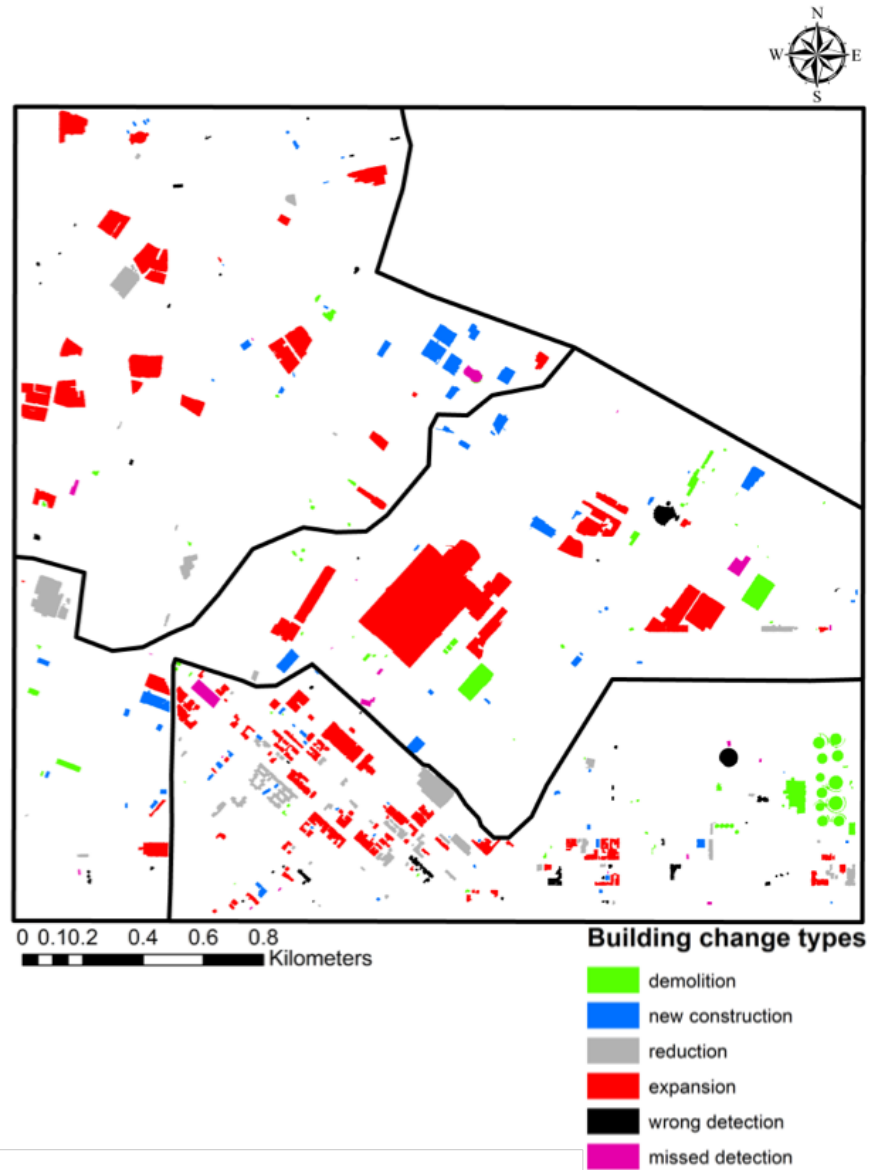 N
W E
S
0 0.10.2 0.4 0.6 0.8
Kilometers
Building change types
demolition
new construction
reduction
expansion
wrong detection
missed detection